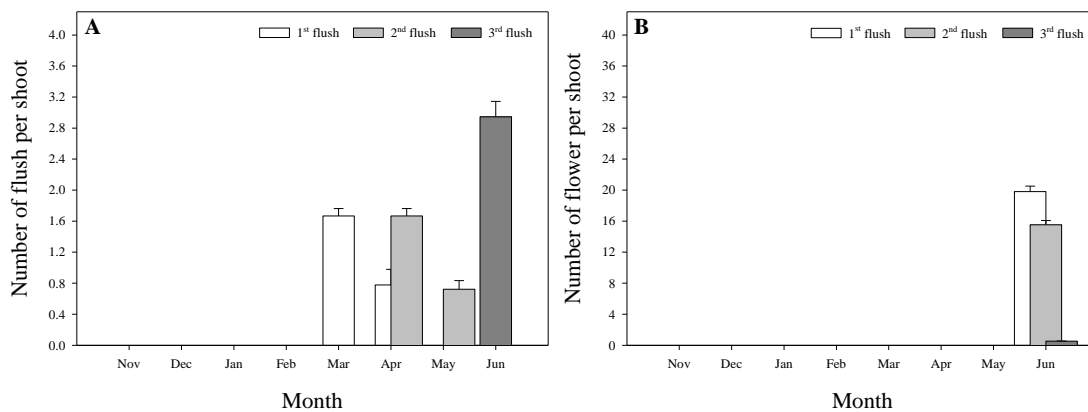 A
1st flush 2nd flush 3rd flush
Number of flush per shoot
4.0
3.6
3.2
2.8
2.4
2.0
1.6
1.2
0.8
0.4
0.0
Nov Dec Jan Feb Mar Apr May Jun
Month
B
1st flush 2nd flush 3rd flush
Number of flower per shoot
40
36
32
28
24
20
16
12
8
4
0
Nov Dec Jan Feb Mar Apr May Jun
Month